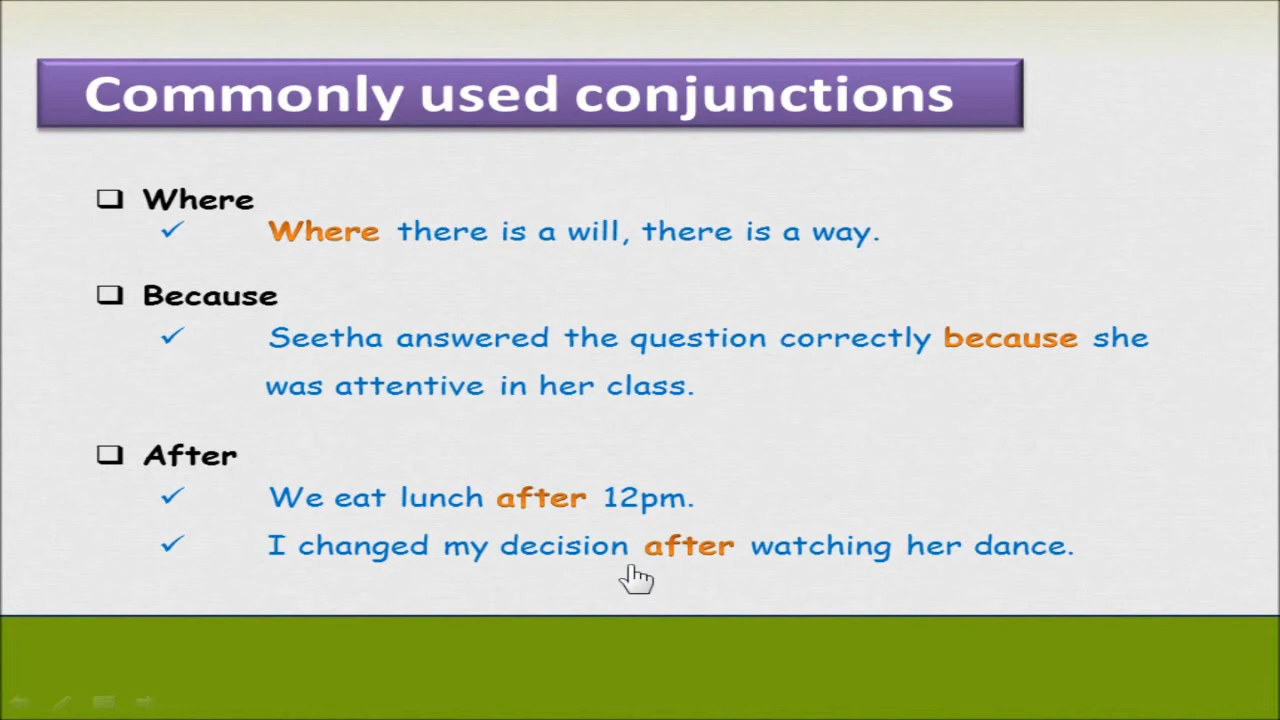 Commonly used conjunctions
Where
Where there is a will, there is a way.
Because
Seetha answered the question correctly because she
was attentive in her class.
After
We eat lunch after 12pm.
I changed my decision after watching her dance.